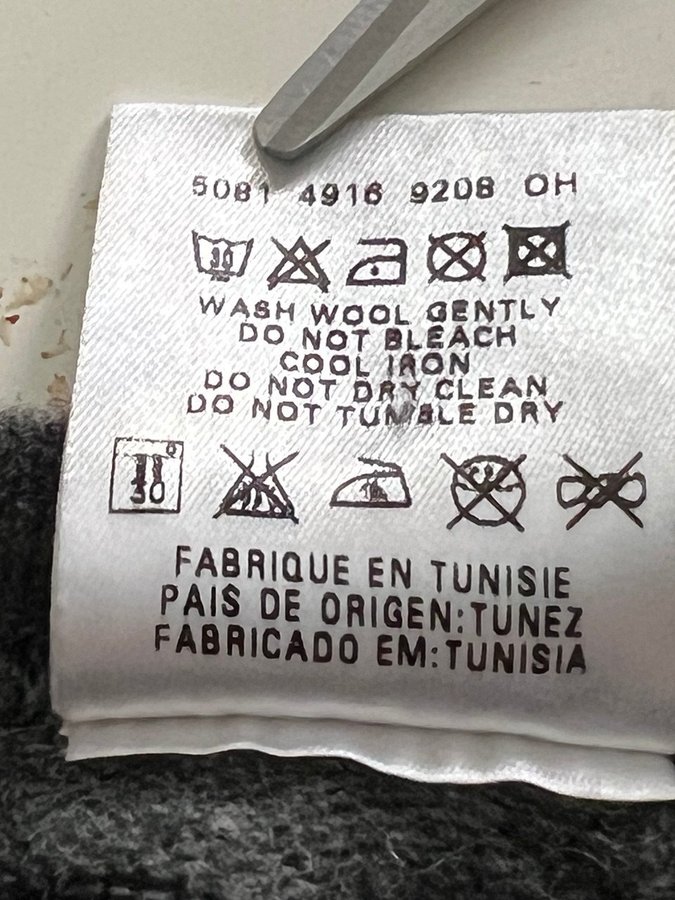 5081 4916 9208 OH
30
WASH WOOL GENTLY
DO NOT BLEACH
COOL IRON
DO NOT DRY CLEAN
DO NOT TUMBLE DRY
30°
FABRIQUE EN TUNISIE
PAIS DE ORIGEN:TUNEZ
FABRICADO EM:TUNISIA